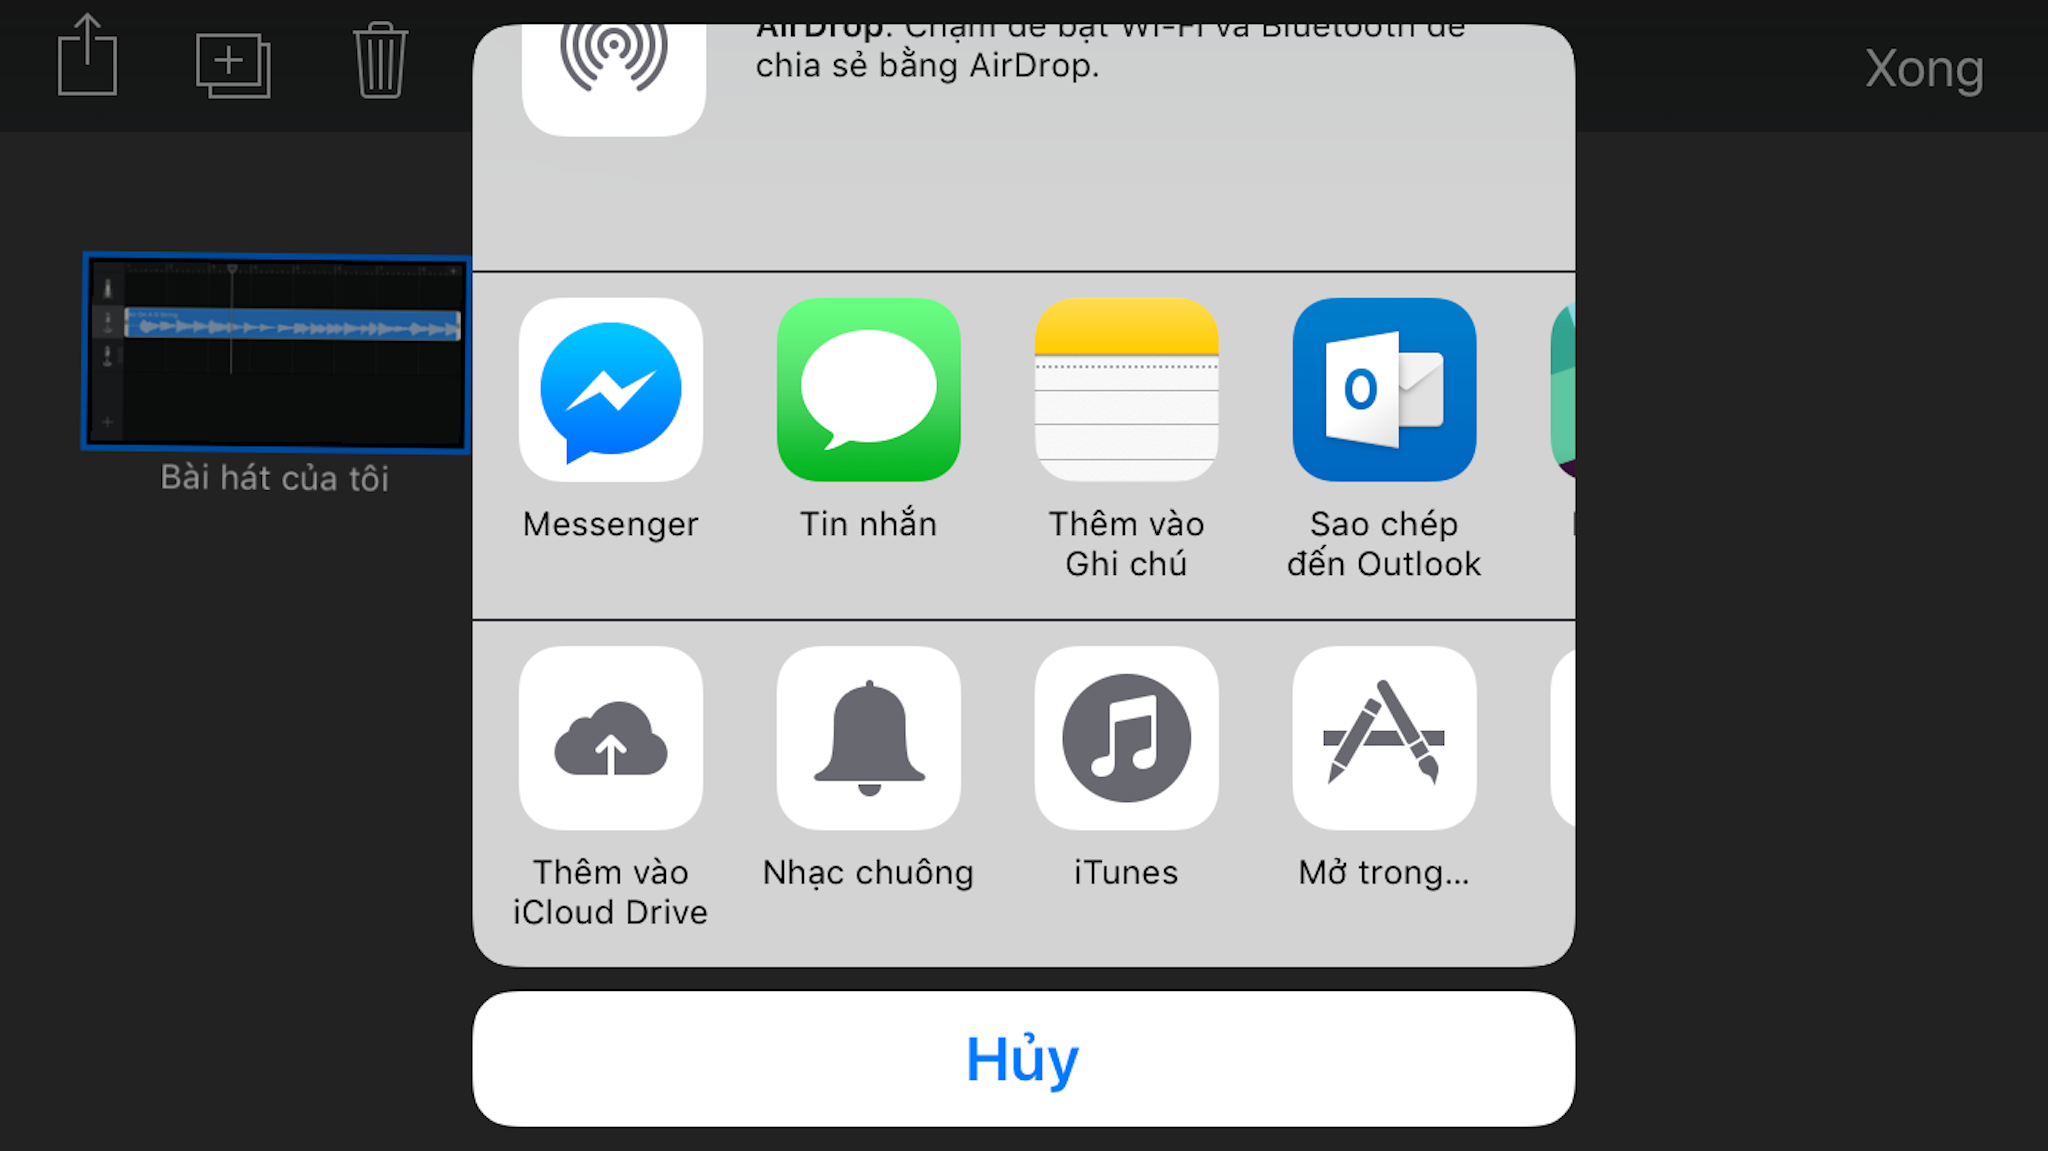 AirDrop. Chạm để bật Wi-Fi và Bluetooth để
chia sẻ bằng AirDrop.
Xong
Bài hát của tôi
Messenger
Tin nhắn
Thêm vào
Ghi chú
Sao chép
đến Outlook
Thêm vào
iCloud Drive
Nhạc chuông
iTunes
Mở trong...
Hủy